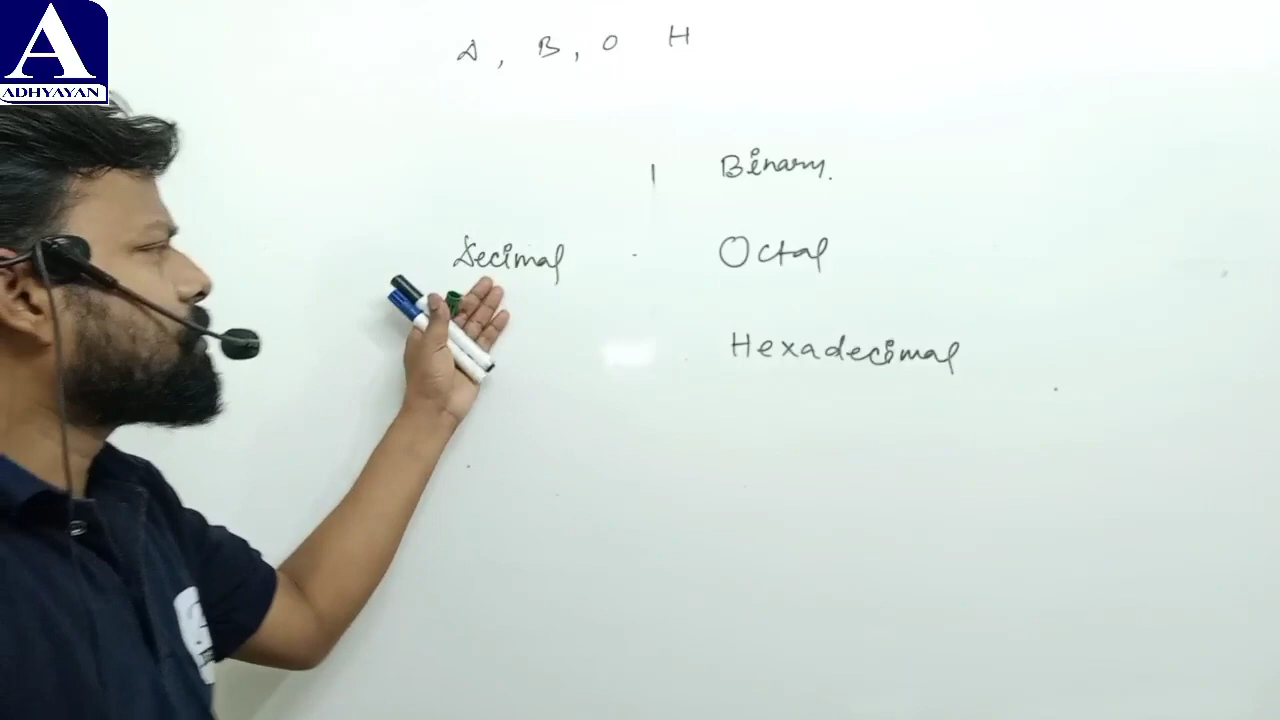 A
ADHYAYAN
D, B, O H
Binary.
Decimal Octal
Hexadecimal